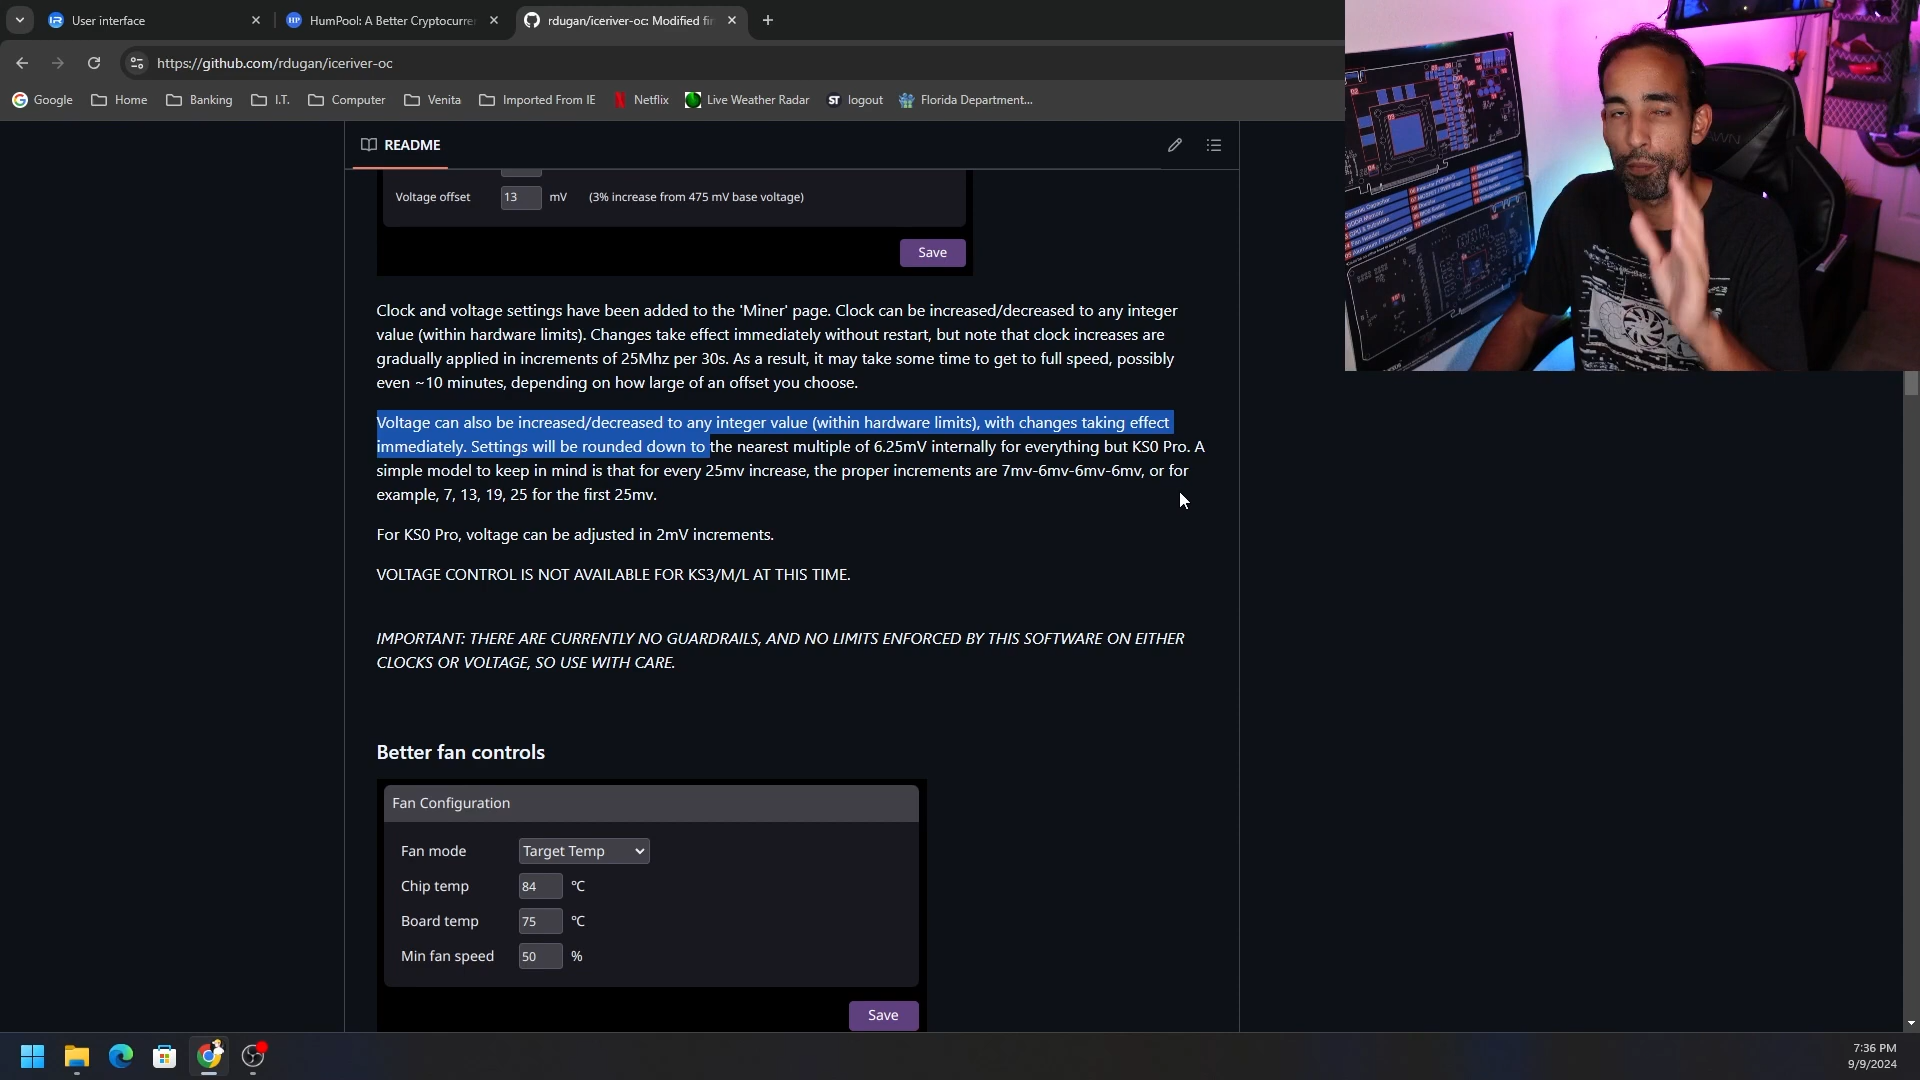 User interface
HumPool: A Better Cryptocurre
rdugan/iceriver-oc: Modified fir
https://github.com/rdugan/iceriver-oc
Google
Home
Banking
I.T.
Computer
Venita
Imported From IE
Netflix
Live Weather Radar
ST logout
Florida Department...
README
Voltage offset 13 mV (3% increase from 475 mV base voltage)
Save
Clock and voltage settings have been added to the 'Miner' page. Clock can be increased/decreased to any integer
value (within hardware limits). Changes take effect immediately without restart, but note that clock increases are
gradually applied in increments of 25Mhz per 30s. As a result, it may take some time to get to full speed, possibly
even ~10 minutes, depending on how large of an offset you choose.
Voltage can also be increased/decreased to any integer value (within hardware limits), with changes taking effect
immediately. Settings will be rounded down to the nearest multiple of 6.25mV internally for everything but KS0 Pro. A
simple model to keep in mind is that for every 25mv increase, the proper increments are 7mv-6mv-6mv-6mv, or for
example, 7, 13, 19, 25 for the first 25mv.
For KS0 Pro, voltage can be adjusted in 2mV increments.
VOLTAGE CONTROL IS NOT AVAILABLE FOR KS3/M/L AT THIS TIME.
IMPORTANT: THERE ARE CURRENTLY NO GUARDRAILS, AND NO LIMITS ENFORCED BY THIS SOFTWARE ON EITHER
CLOCKS OR VOLTAGE, SO USE WITH CARE.
Better fan controls
Fan Configuration
Fan mode Target Temp
Chip temp 84 °C
Board temp 75 °C
Min fan speed 50 %
Save
7:36 PM
9/9/2024